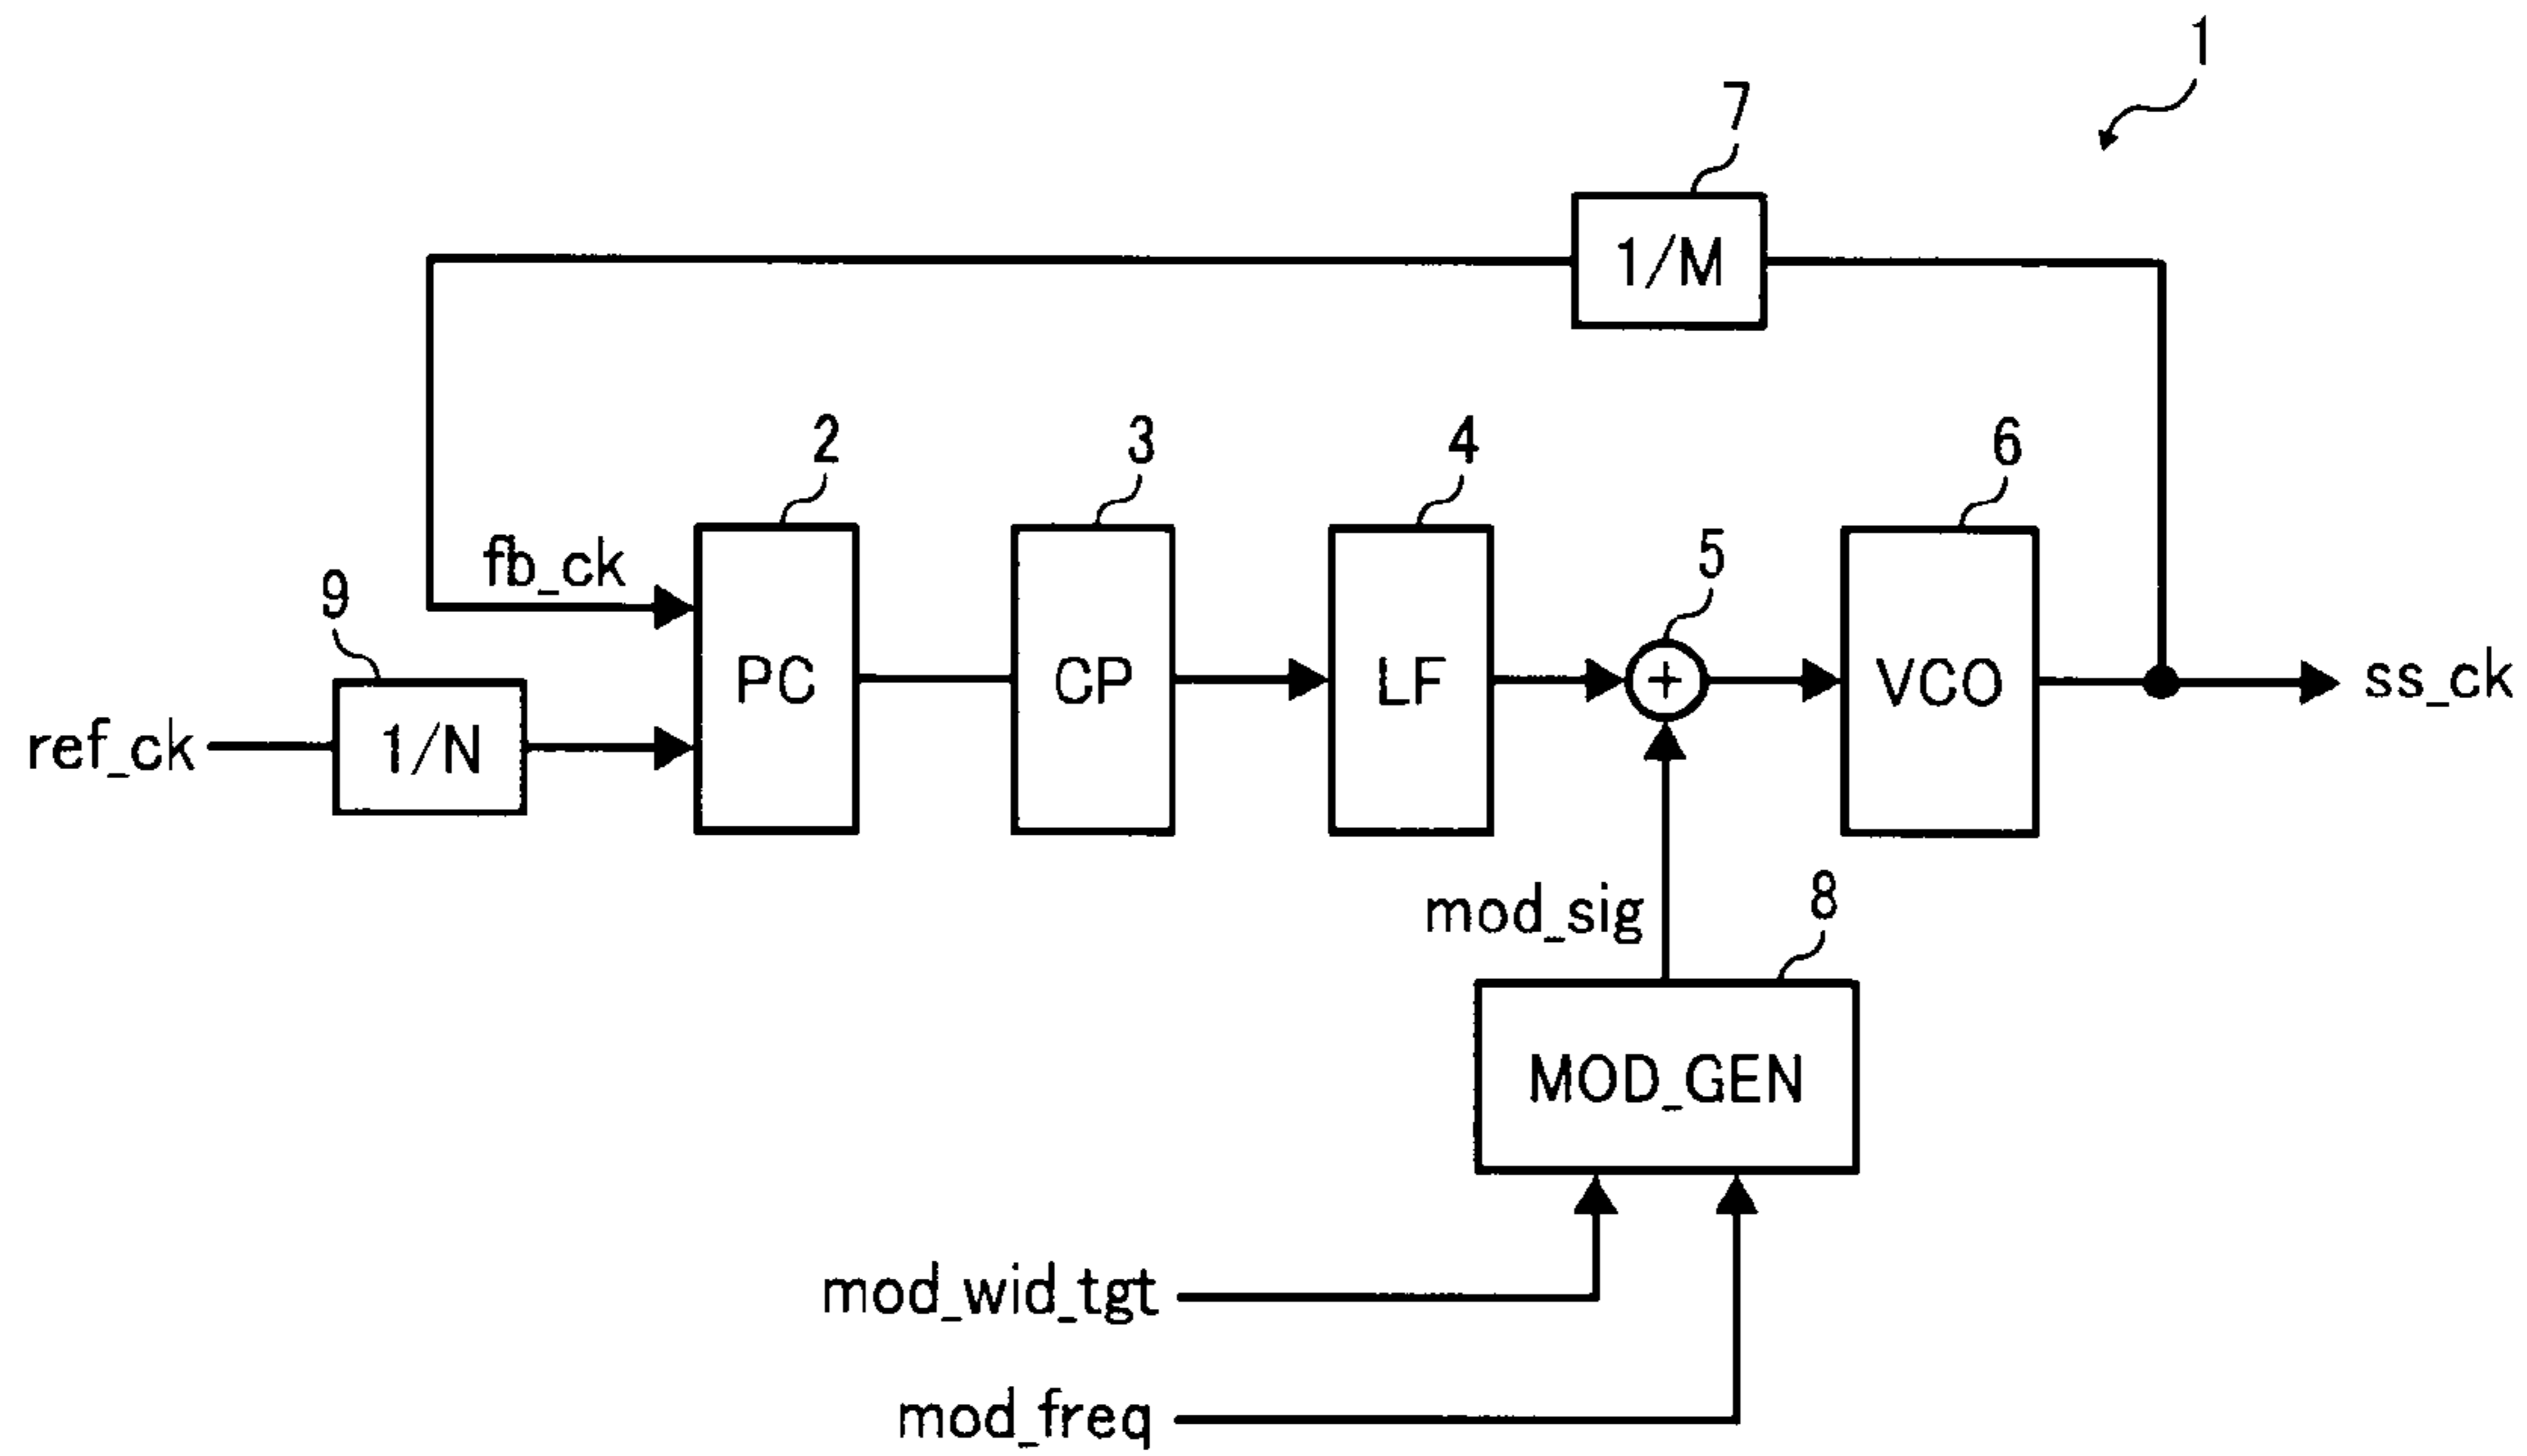 1
7
1/M
2
3
4
6
5
fb_ck
9
PC
CP
LF
+
VCO
ss_ck
ref_ck
1/N
mod_sig
8
MOD_GEN
mod_wid_tgt
mod_freq